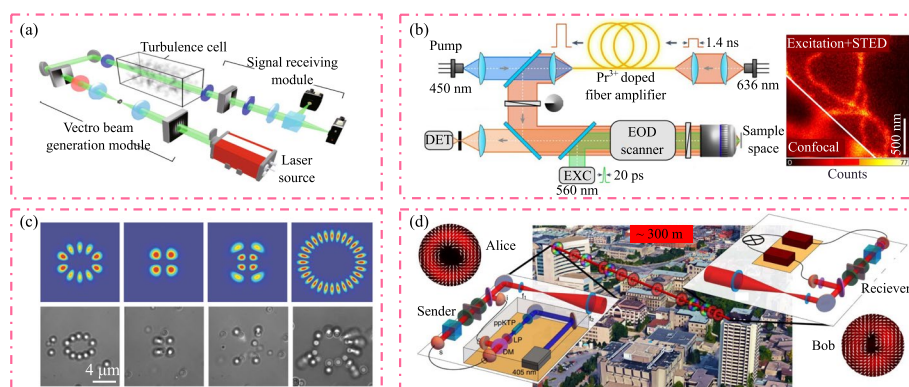 (a)
Turbulence cell
Signal receiving
module
Vectro beam
generation module
Laser
source
(b)
Pump
450 nm
Pr3+ doped
fiber amplifier
1.4 ns
636 nm
DET
EOD
scanner
Sample
space
EXC
560 nm
20 ps
Excitation+STED
Confocal
500 nm
0
77
Counts
(c)
4 μm
(d)
Alice
~ 300 m
Sender
ppKTP
LP
DM
405 nm
s
i
Reciever
Bob